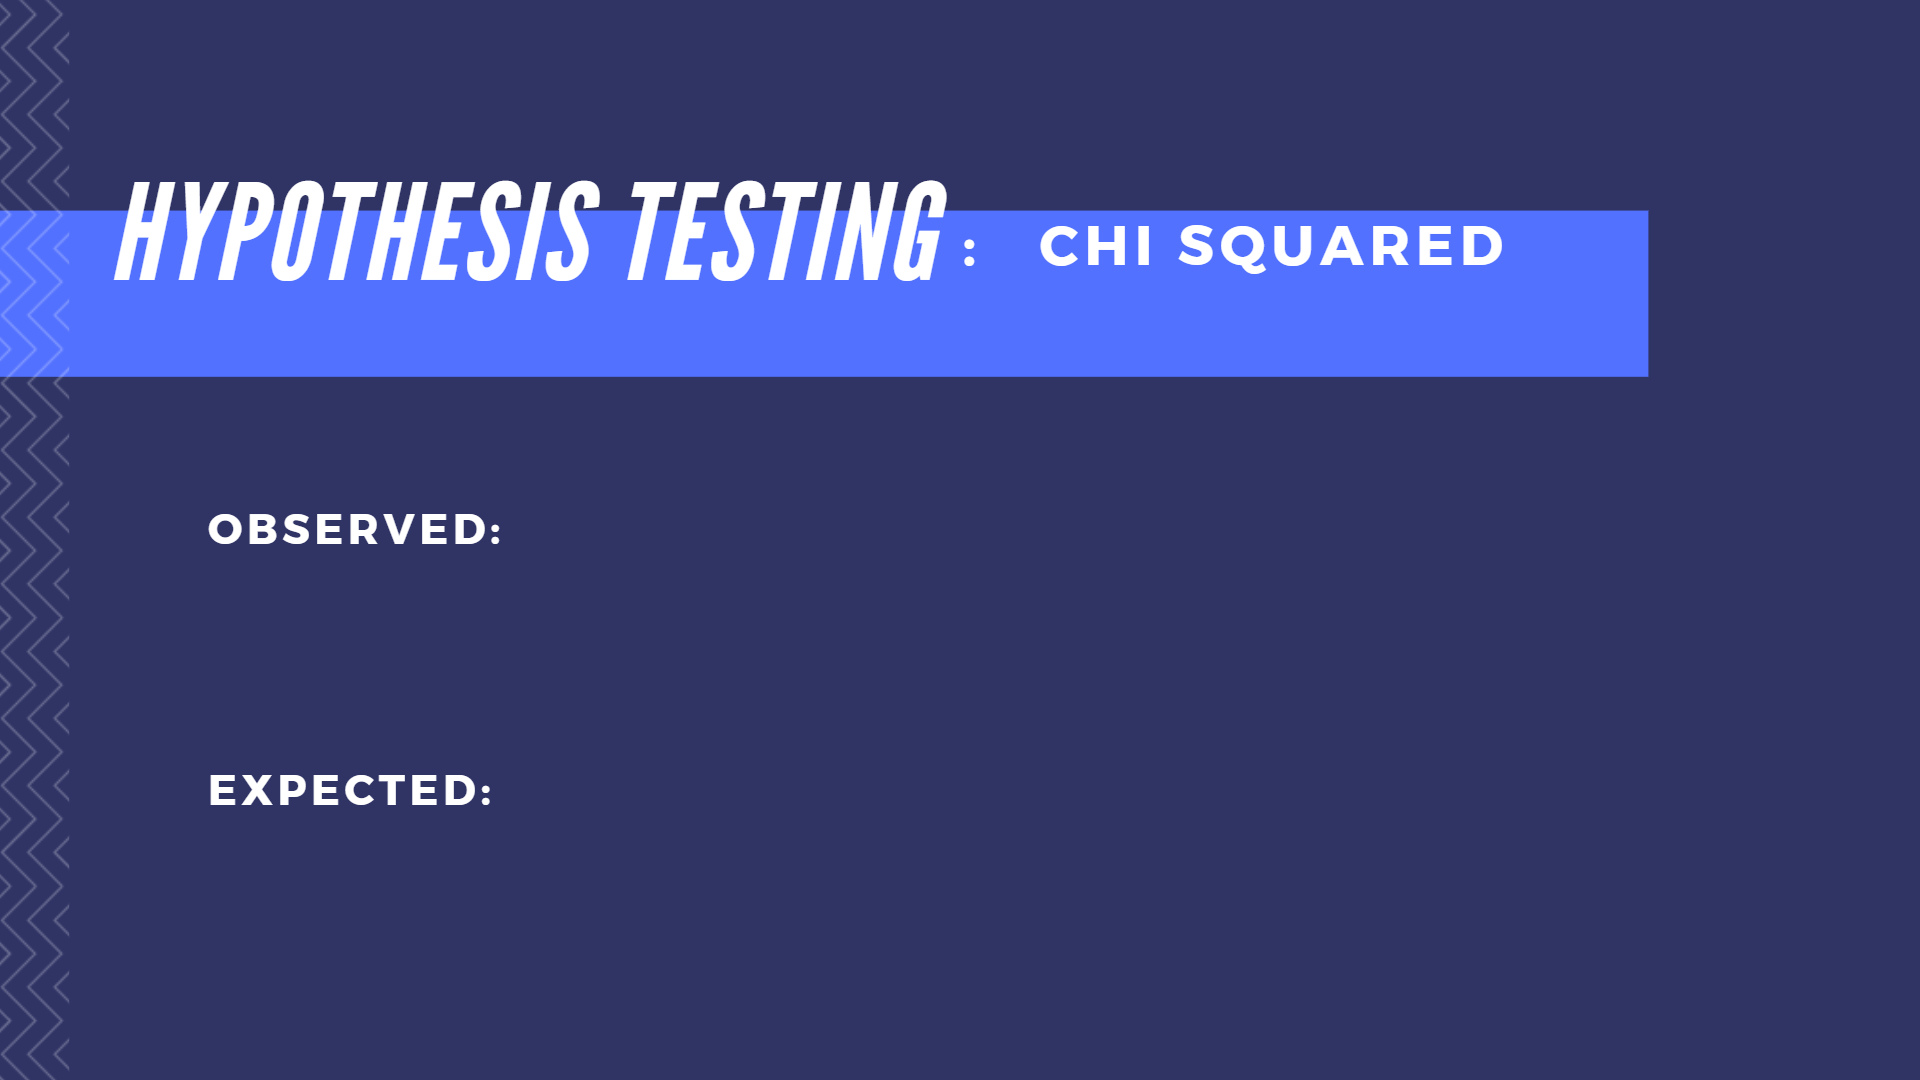 HYPOTHESIS TESTING : CHI SQUARED
OBSERVED:
EXPECTED: